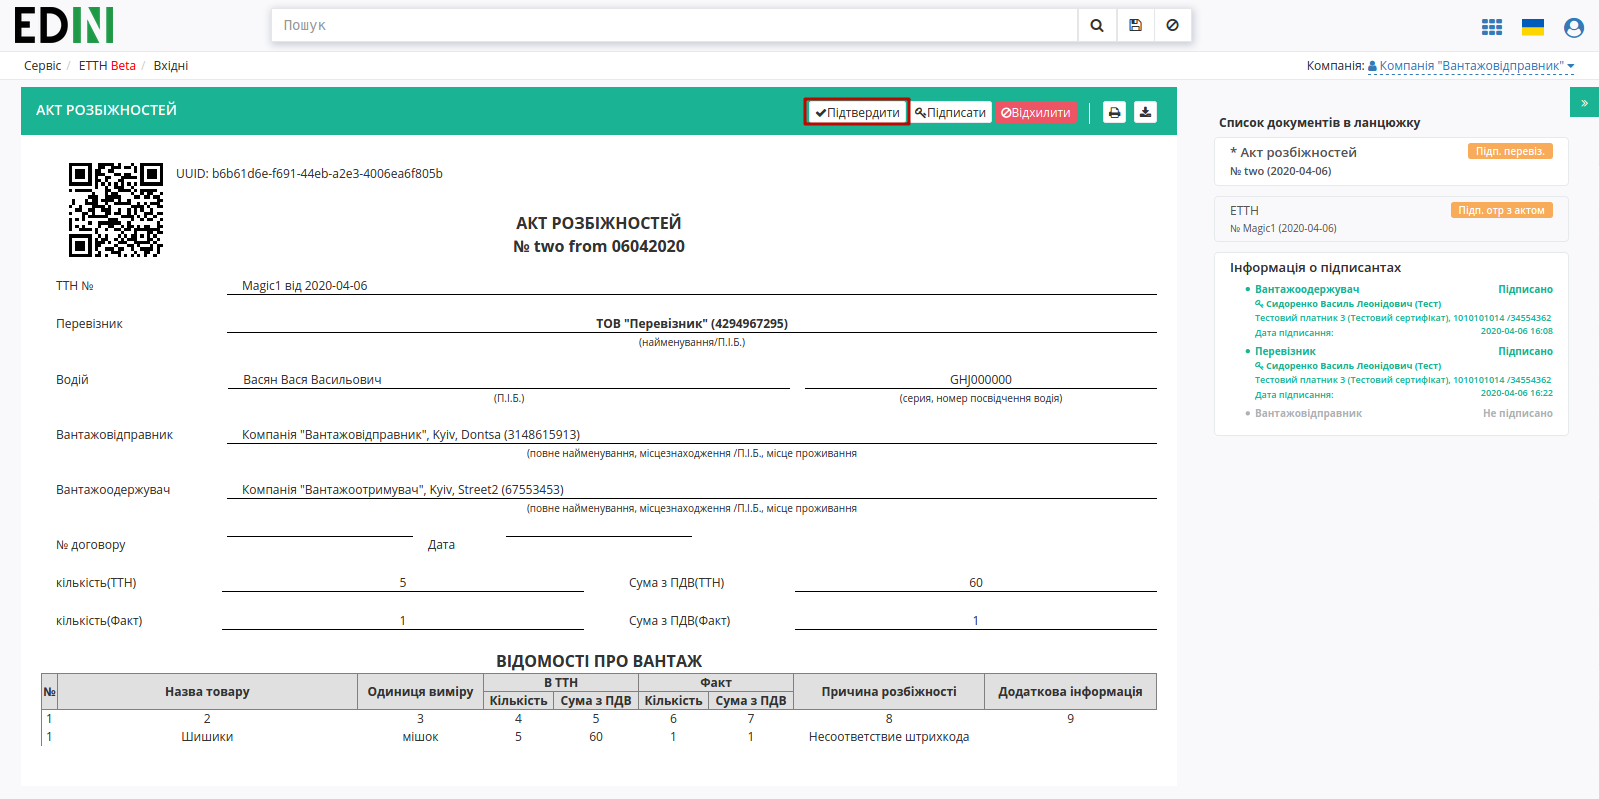 EDIN
Пошук
Сервіс / ЕТТН Beta / Вхідні
Компанія: Компанія "Вантажовідправник"
АКТ РОЗБІЖНОСТЕЙ
Підтвердити Підписати Відхилити
»
UUID: b6b61d6e-f691-44eb-a2e3-4006ea6f805b
АКТ РОЗБІЖНОСТЕЙ
№ two from 06042020
ТТН № Magic1 від 2020-04-06
Перевізник ТОВ "Перевізник" (4294967295)
(найменування/П.І.Б.)
Водій Васян Вася Васильович GHJ000000
(П.І.Б.) (серия, номер посвідчення водія)
Вантажовідправник Компанія "Вантажовідправник", Kyiv, Dontsa (3148615913)
(повне найменування, місцезнаходження /П.І.Б., місце проживання
Вантажоодержувач Компанія "Вантажоотримувач", Kyiv, Street2 (67553453)
(повне найменування, місцезнаходження /П.І.Б., місце проживання
№ договору Дата
кількість(ТТН) 5 Сума з ПДВ(ТТН) 60
кількість(Факт) 1 Сума з ПДВ(Факт) 1
ВІДОМОСТІ ПРО ВАНТАЖ
№ Назва товару Одиниця виміру В ТТН Факт Причина розбіжності Додаткова інформація
Кількість Сума з ПДВ Кількість Сума з ПДВ
1 2 3 4 5 6 7 8 9
1 Шишики мішок 5 60 1 1 Несоответствие штрихкода
Список документів в ланцюжку
* Акт розбіжностей Підп. перевіз.
№ two (2020-04-06)
ЕТТН Підп. отр з актом
№ Magic1 (2020-04-06)
Інформація о підписантах
Вантажоодержувач Підписано
Сидоренко Василь Леонідович (Тест)
Тестовий платник 3 (Тестовий сертифікат), 1010101014 /34554362
Дата підписання: 2020-04-06 16:08
Перевізник Підписано
Сидоренко Василь Леонідович (Тест)
Тестовий платник 3 (Тестовий сертифікат), 1010101014 /34554362
Дата підписання: 2020-04-06 16:22
Вантажовідправник Не підписано